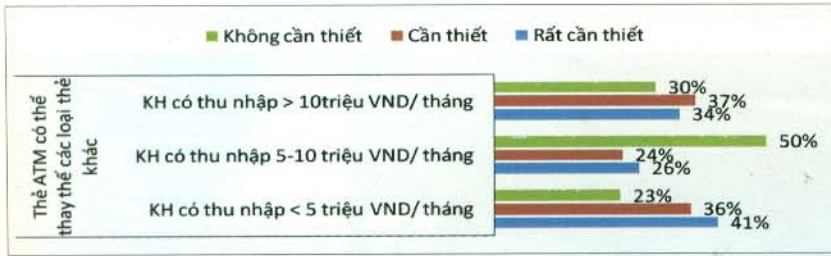 Không cần thiết Cần thiết Rất cần thiết
Thẻ ATM có thể
thay thế các loại thẻ
khác
KH có thu nhập > 10triệu VND/ tháng
30%
37%
34%
KH có thu nhập 5-10 triệu VND/ tháng
50%
24%
26%
KH có thu nhập < 5 triệu VND/ tháng
23%
36%
41%